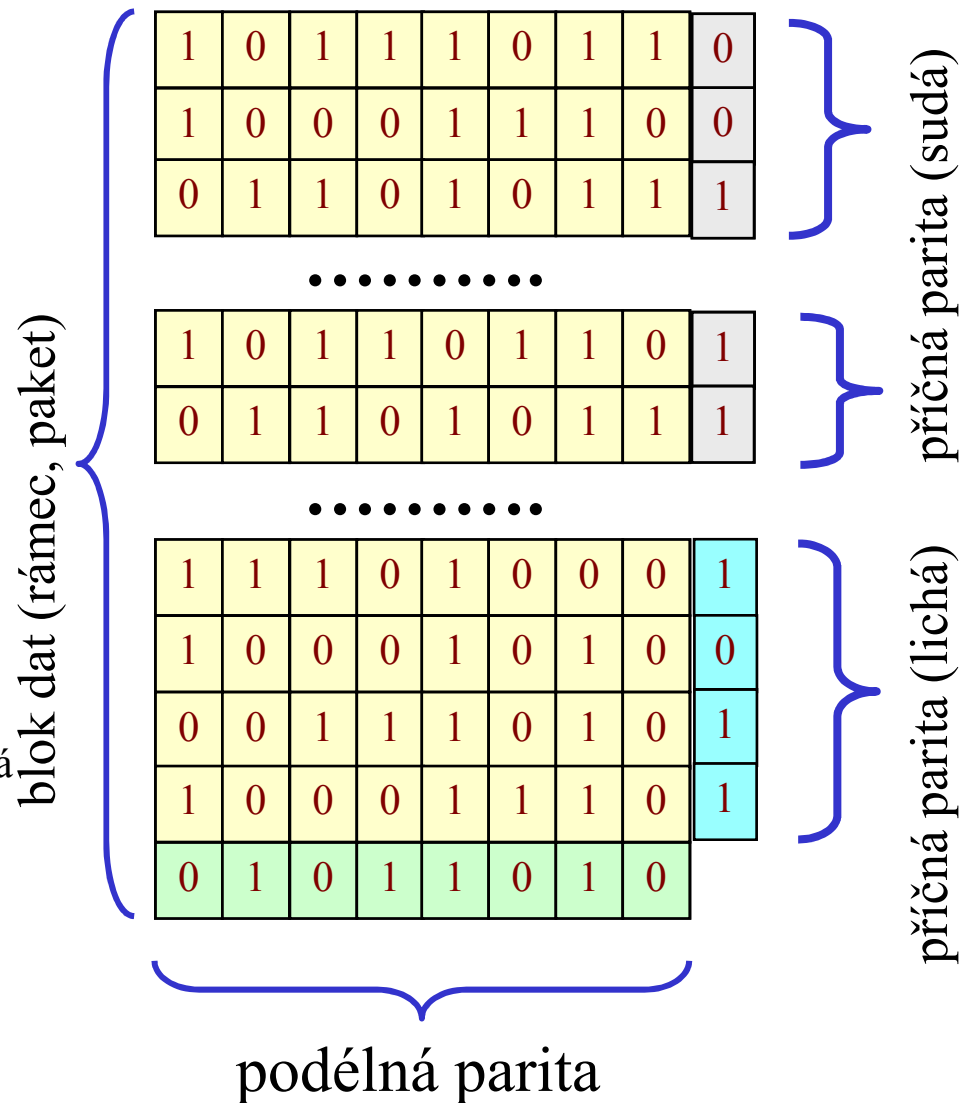 1 0 1 1 1 0 1 1 0
1 0 0 0 1 1 1 0 0
0 1 1 0 1 0 1 1 1
..........
1 0 1 1 0 1 1 0 1
0 1 1 0 1 0 1 1 1
..........
1 1 1 0 1 0 0 0 1
1 0 0 0 1 0 1 0 0
0 0 1 1 1 0 1 0 1
1 0 0 0 1 1 1 0 1
0 1 0 1 1 0 1 0
á
blok dat (rámec, paket)
příčná parita (sudá)
příčná parita (lichá)
podélná parita